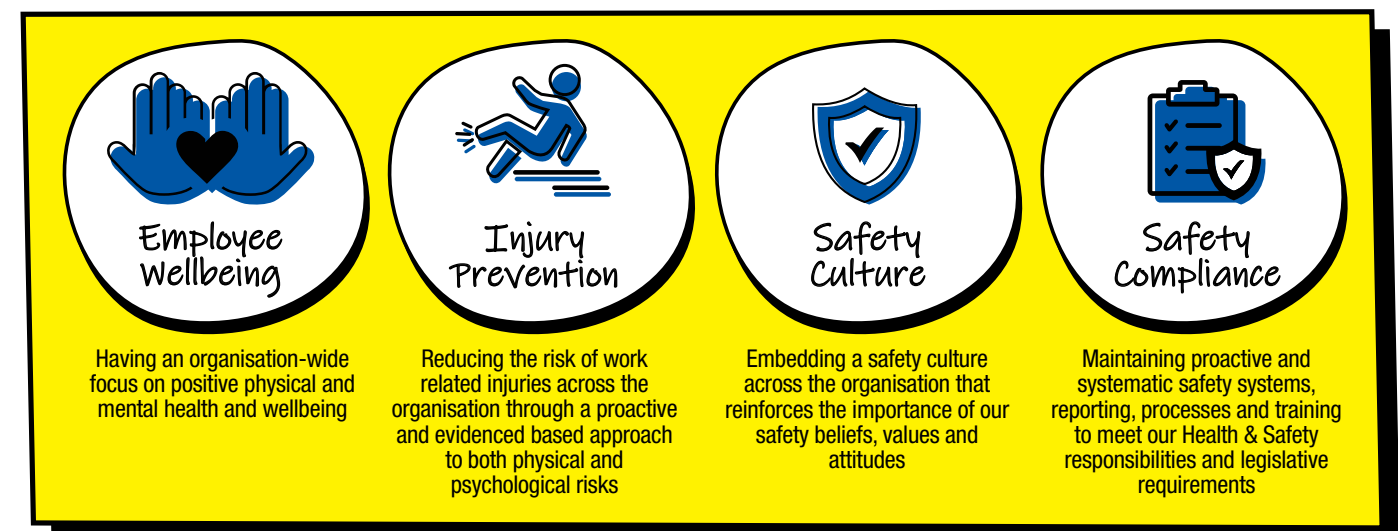 Employee
Wellbeing
Having an organisation-wide
focus on positive physical and
mental health and wellbeing
Injury
Prevention
Reducing the risk of work
related injuries across the
organisation through a proactive
and evidenced based approach
to both physical and
psychological risks
Safety
Culture
Embedding a safety culture
across the organisation that
reinforces the importance of our
safety beliefs, values and
attitudes
Safety
Compliance
Maintaining proactive and
systematic safety systems,
reporting, processes and training
to meet our Health & Safety
responsibilities and legislative
requirements